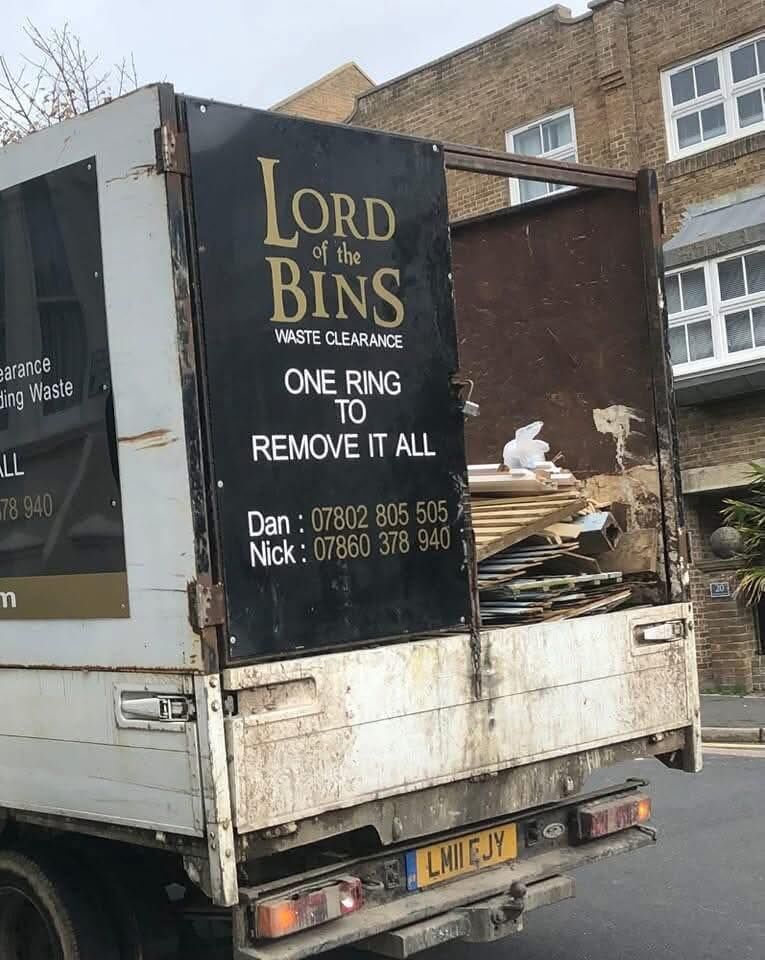 earance
ding Waste
ALL
78 940
m
LORD
of the
BINS
WASTE CLEARANCE
ONE RING
TO
REMOVE IT ALL
Dan : 07802 805 505
Nick : 07860 378 940
20
LM11 EJY